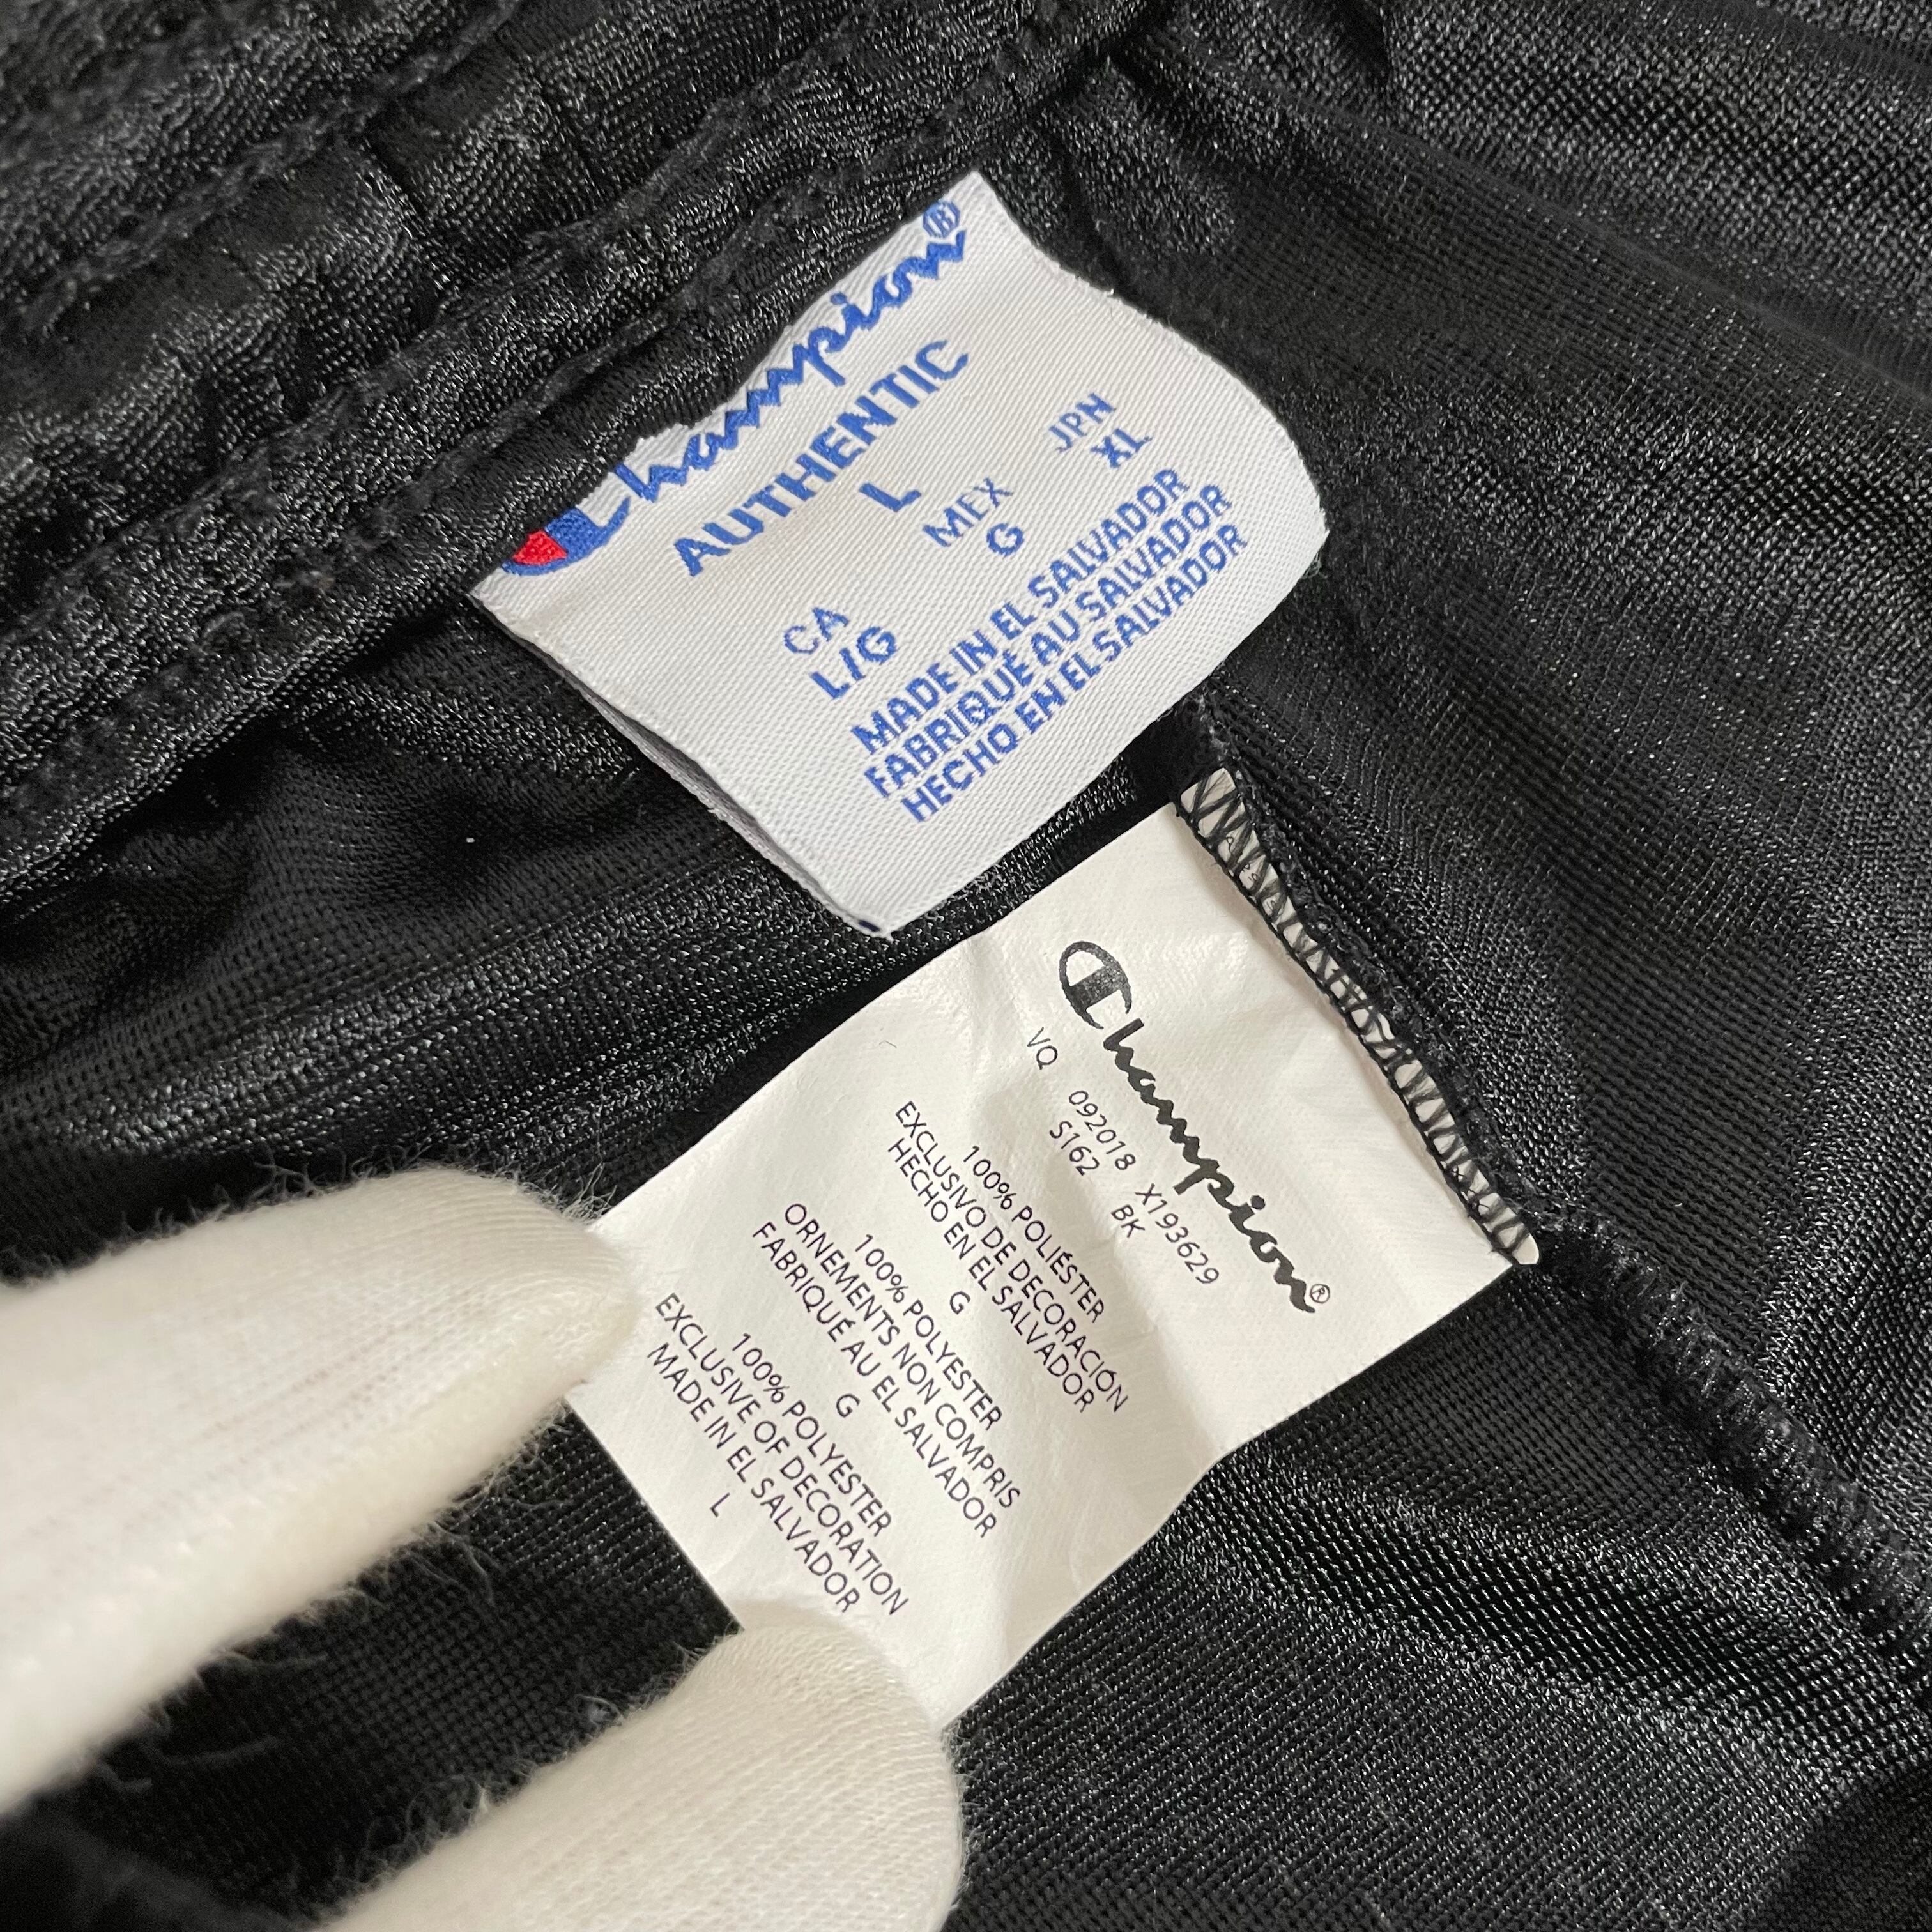 Champion®
AUTHENTIC
L
CA MEX JPN
L/G G XL
MADE IN EL SALVADOR
FABRIQUÉ AU SALVADOR
HECHO EN EL SALVADOR
Champion®
VQ 092018 X193629
S162 BK
100% POLIÉSTER
EXCLUSIVO DE DECORACIÓN
HECHO EN EL SALVADOR
G
100% POLYESTER
ORNEMENTS NON COMPRIS
FABRIQUÉ AU EL SALVADOR
G
100% POLYESTER
EXCLUSIVE OF DECORATION
MADE IN EL SALVADOR
L